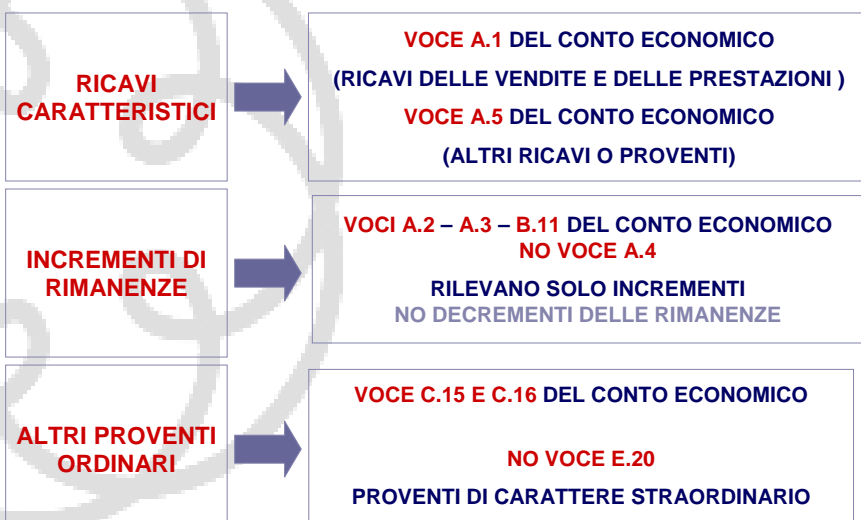 RICAVI
CARATTERISTICI
VOCE A.1 DEL CONTO ECONOMICO
(RICAVI DELLE VENDITE E DELLE PRESTAZIONI )
VOCE A.5 DEL CONTO ECONOMICO
(ALTRI RICAVI O PROVENTI)
INCREMENTI DI
RIMANENZE
VOCI A.2 – A.3 – B.11 DEL CONTO ECONOMICO
NO VOCE A.4
RILEVANO SOLO INCREMENTI
NO DECREMENTI DELLE RIMANENZE
ALTRI PROVENTI
ORDINARI
VOCE C.15 E C.16 DEL CONTO ECONOMICO
NO VOCE E.20
PROVENTI DI CARATTERE STRAORDINARIO